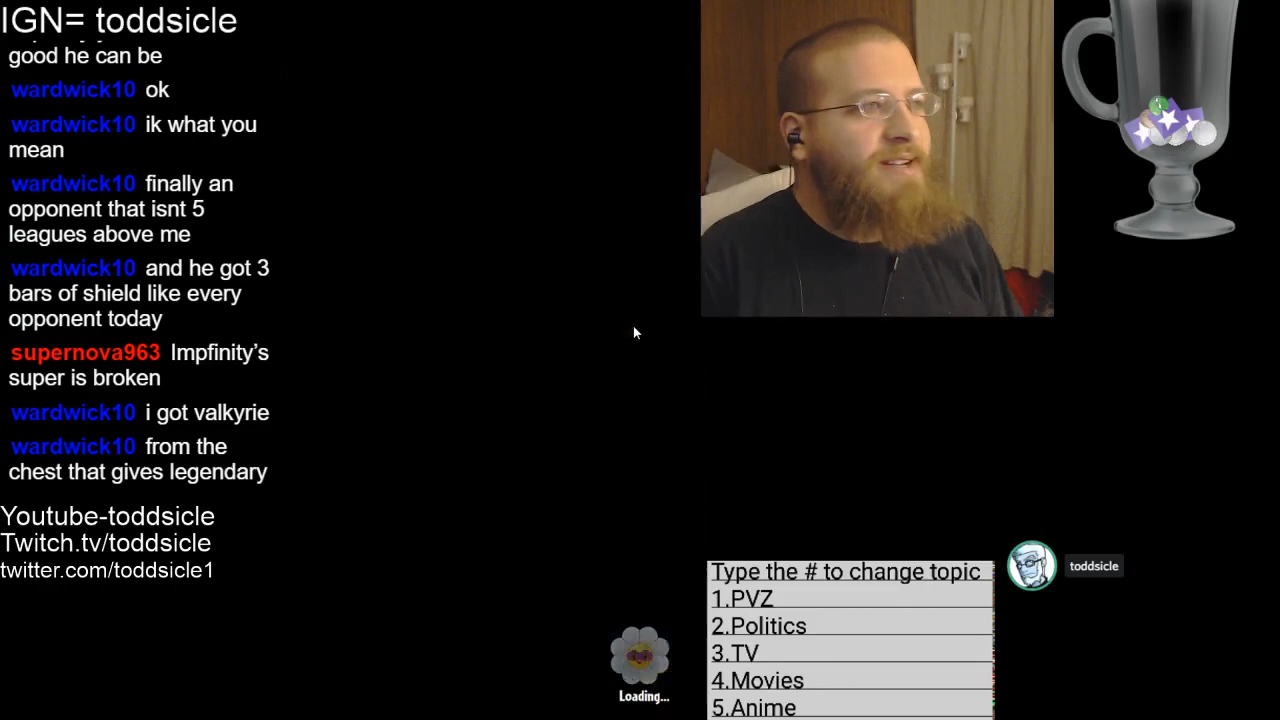 IGN= toddsicle
good he can be
wardwick10 ok
wardwick10 ik what you
mean
wardwick10 finally an
opponent that isnt 5
leagues above me
wardwick10 and he got 3
bars of shield like every
opponent today
supernova963 Impfinity's
super is broken
wardwick10 i got valkyrie
wardwick10 from the
chest that gives legendary
Youtube-toddsicle
Twitch.tv/toddsicle
twitter.com/toddsicle1
Loading...
Type the # to change topic
1.PVZ
2.Politics
3.TV
4.Movies
5.Anime
toddsicle